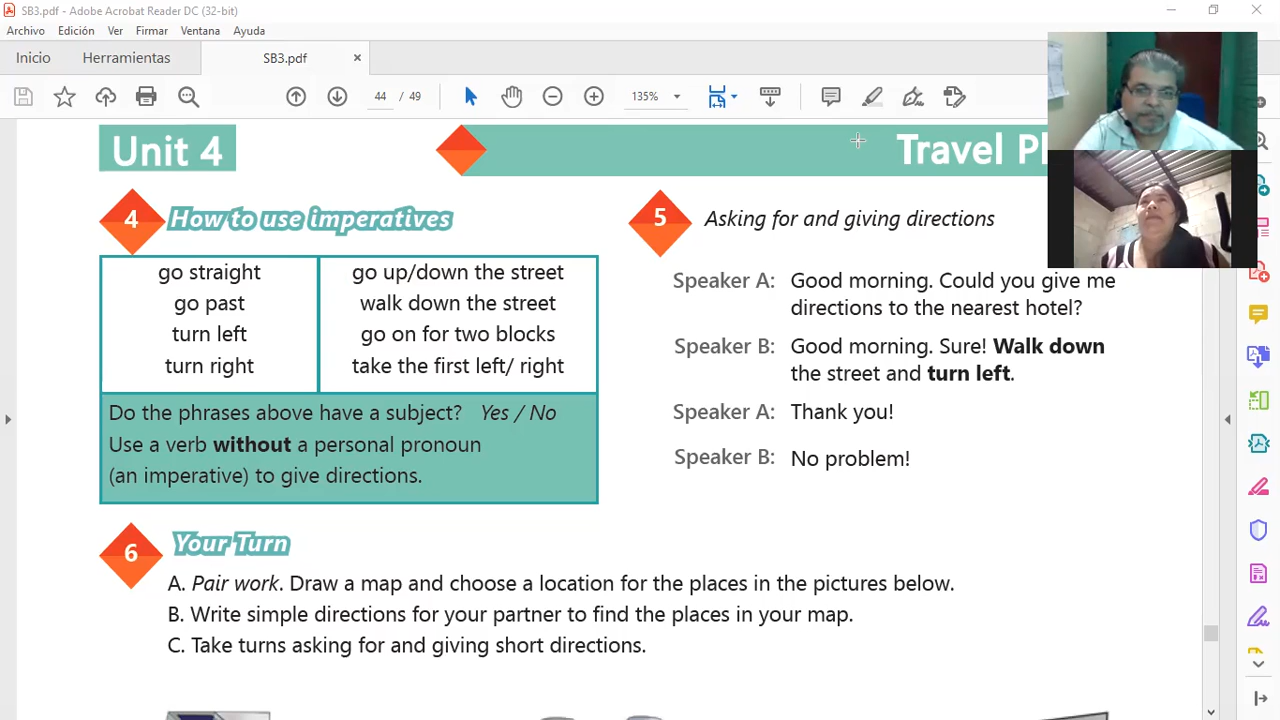 SB3.pdf - Adobe Acrobat Reader DC (32-bit)
Archivo Edición Ver Firmar Ventana Ayuda
Inicio Herramientas SB3.pdf ×
44 / 49 135%
Unit 4
Travel Pl
4 How to use imperatives
go straight
go past
turn left
turn right
go up/down the street
walk down the street
go on for two blocks
take the first left/ right
Do the phrases above have a subject? Yes / No
Use a verb without a personal pronoun
(an imperative) to give directions.
5 Asking for and giving directions
Speaker A: Good morning. Could you give me
directions to the nearest hotel?
Speaker B: Good morning. Sure! Walk down
the street and turn left.
Speaker A: Thank you!
Speaker B: No problem!
6 Your Turn
A. Pair work. Draw a map and choose a location for the places in the pictures below.
B. Write simple directions for your partner to find the places in your map.
C. Take turns asking for and giving short directions.